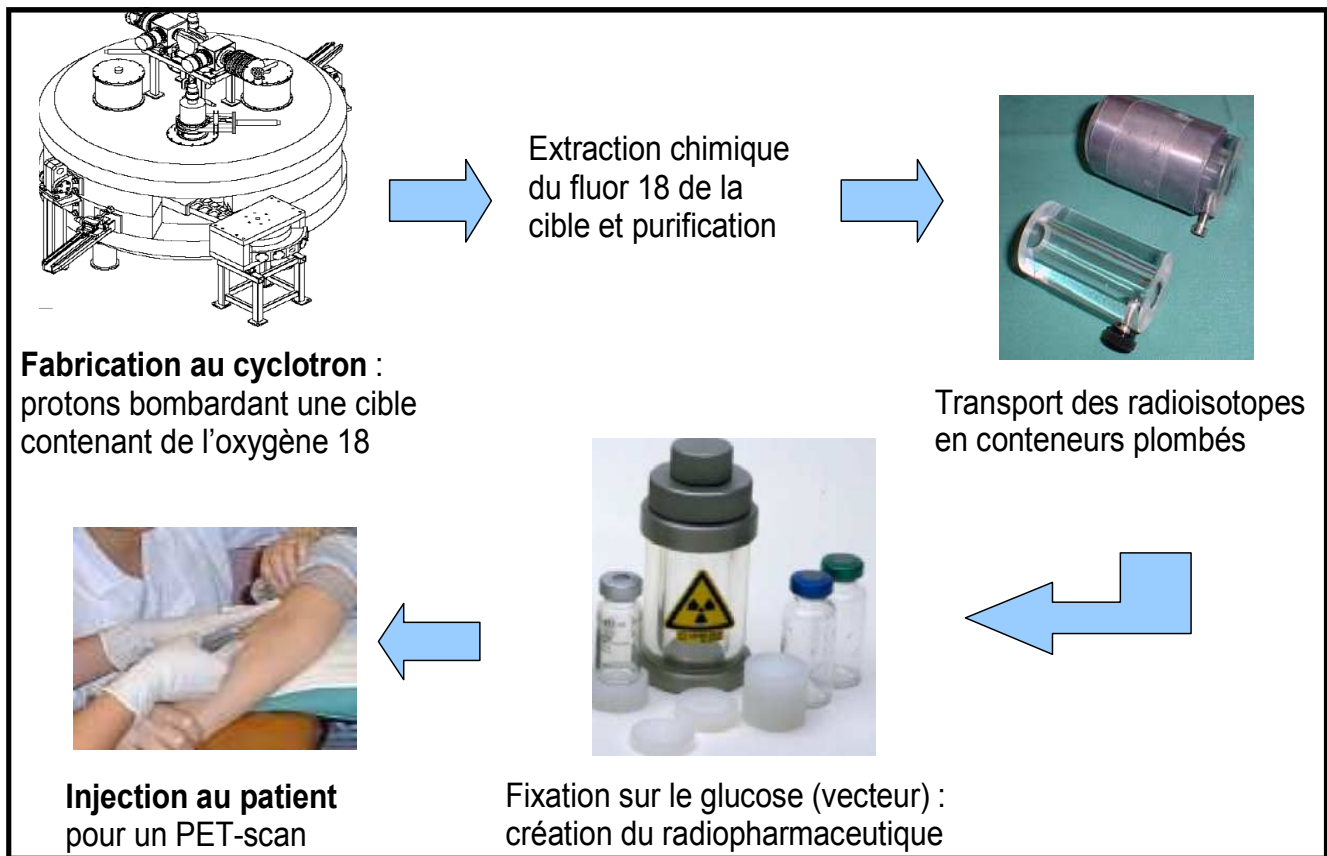 Extraction chimique
du fluor 18 de la
cible et purification
Fabrication au cyclotron :
protons bombardant une cible
contenant de l’oxygène 18
Transport des radioisotopes
en conteneurs plombés
Fixation sur le glucose (vecteur) :
création du radiopharmaceutique
Injection au patient
pour un PET-scan